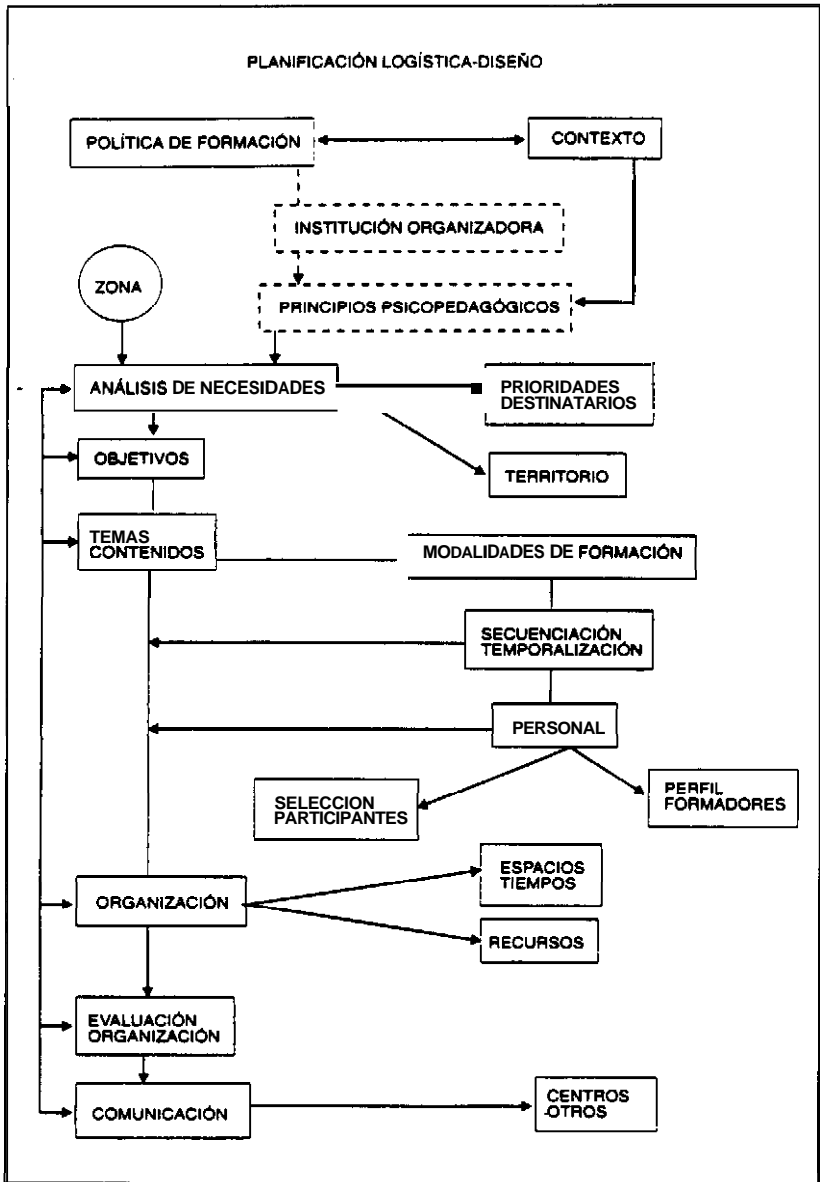 PLANIFICACIÓN LOGÍSTICA-DISEÑO
POLÍTICA DE FORMACIÓN
CONTEXTO
INSTITUCIÓN ORGANIZADORA
ZONA
PRINCIPIOS PSICOPEDAGÓGICOS
ANÁLISIS DE NECESIDADES
PRIORIDADES
DESTINATARIOS
OBJETIVOS
TERRITORIO
TEMAS
CONTENIDOS
MODALIDADES DE FORMACIÓN
SECUENCIACIÓN
TEMPORALIZACIÓN
PERSONAL
SELECCION
PARTICIPANTES
PERFIL
FORMADORES
ESPACIOS
TIEMPOS
ORGANIZACIÓN
RECURSOS
EVALUACIÓN
ORGANIZACIÓN
COMUNICACIÓN
CENTROS
-OTROS